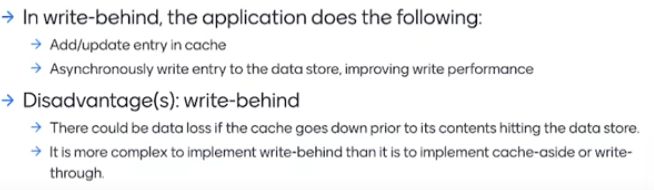 → In write-behind, the application does the following:
→ Add/update entry in cache
→ Asynchronously write entry to the data store, improving write performance
→ Disadvantage(s): write-behind
→ There could be data loss if the cache goes down prior to its contents hitting the data store.
→ It is more complex to implement write-behind than it is to implement cache-aside or write-
through.